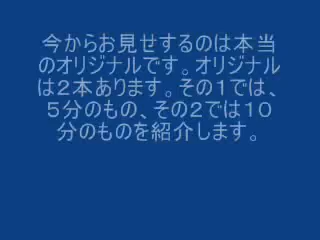 今からお見せするのは本当
のオリジナルです。オリジナル
は２本あります。その１では、
５分のもの、その２では１０
分のものを紹介します。